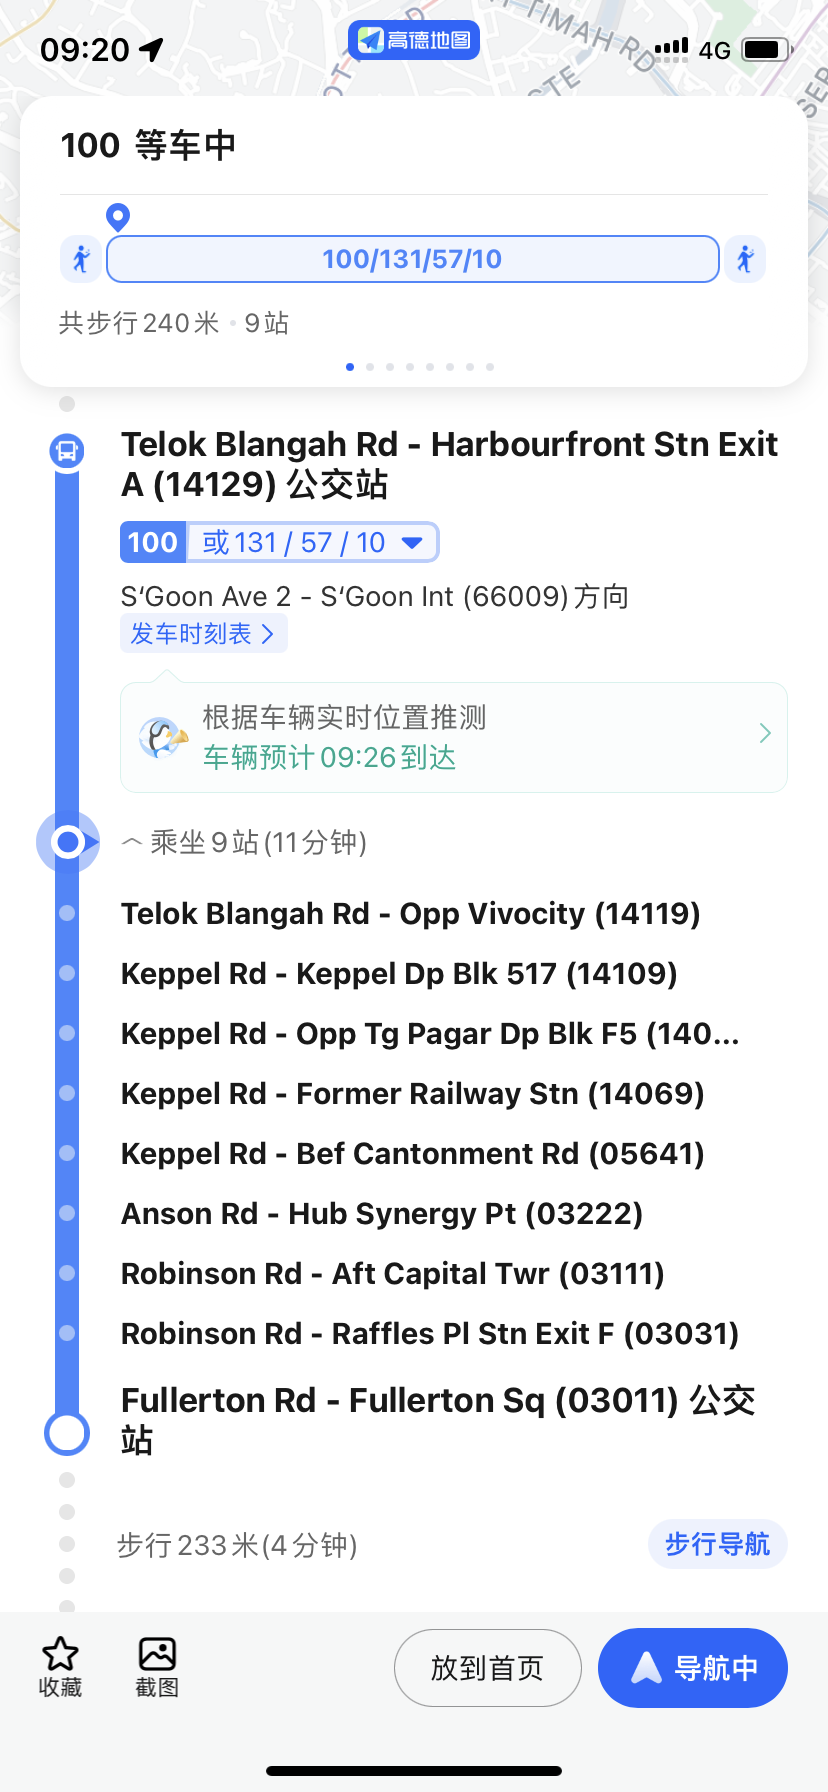 09:20
高德地图
4G
TIMAH RD
100 等车中
100/131/57/10
共步行240米 · 9站
Telok Blangah Rd - Harbourfront Stn Exit
A (14129) 公交站
100 或 131 / 57 / 10
S‘Goon Ave 2 - S‘Goon Int (66009)方向
发车时刻表
根据车辆实时位置推测
车辆预计09:26到达
乘坐9站(11分钟)
Telok Blangah Rd - Opp Vivocity (14119)
Keppel Rd - Keppel Dp Blk 517 (14109)
Keppel Rd - Opp Tg Pagar Dp Blk F5 (140...
Keppel Rd - Former Railway Stn (14069)
Keppel Rd - Bef Cantonment Rd (05641)
Anson Rd - Hub Synergy Pt (03222)
Robinson Rd - Aft Capital Twr (03111)
Robinson Rd - Raffles Pl Stn Exit F (03031)
Fullerton Rd - Fullerton Sq (03011) 公交
站
步行233米(4分钟)
步行导航
收藏
截图
放到首页
导航中